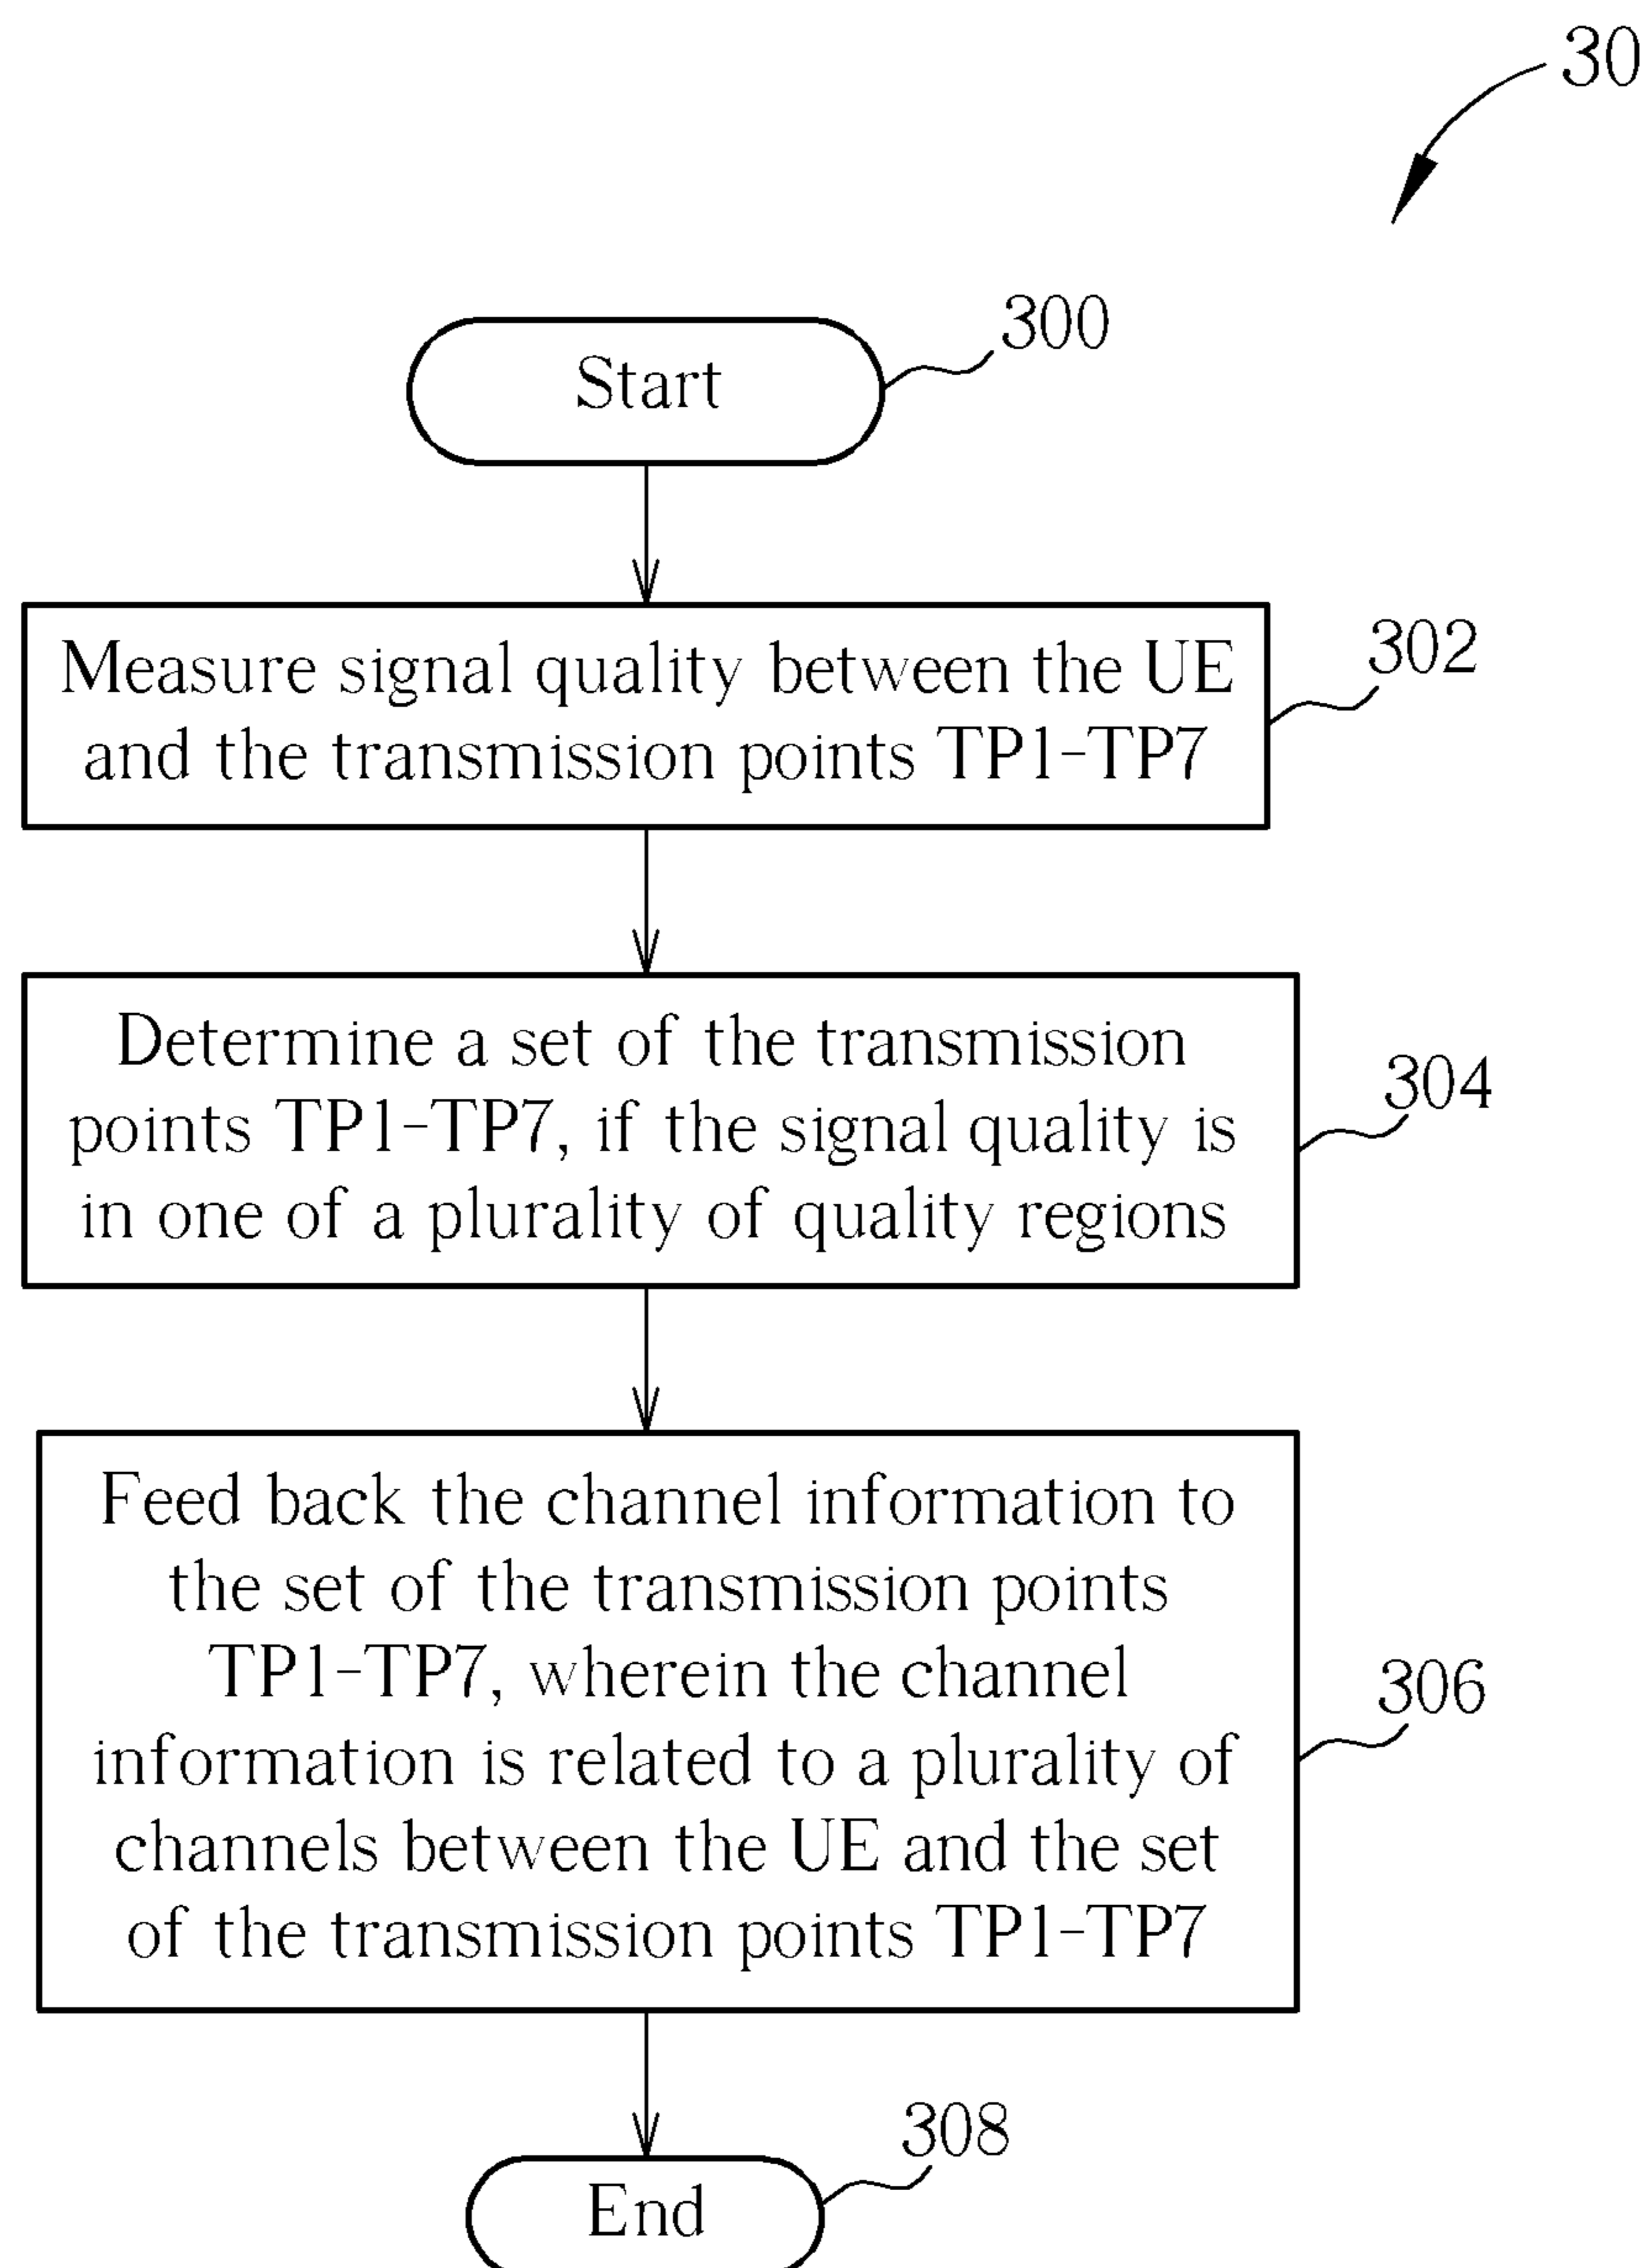 30
300
Start
302
Measure signal quality between the UE
and the transmission points TP1-TP7
304
Determine a set of the transmission
points TP1-TP7, if the signal quality is
in one of a plurality of quality regions
306
Feed back the channel information to
the set of the transmission points
TP1-TP7, wherein the channel
information is related to a plurality of
channels between the UE and the set
of the transmission points TP1-TP7
308
End